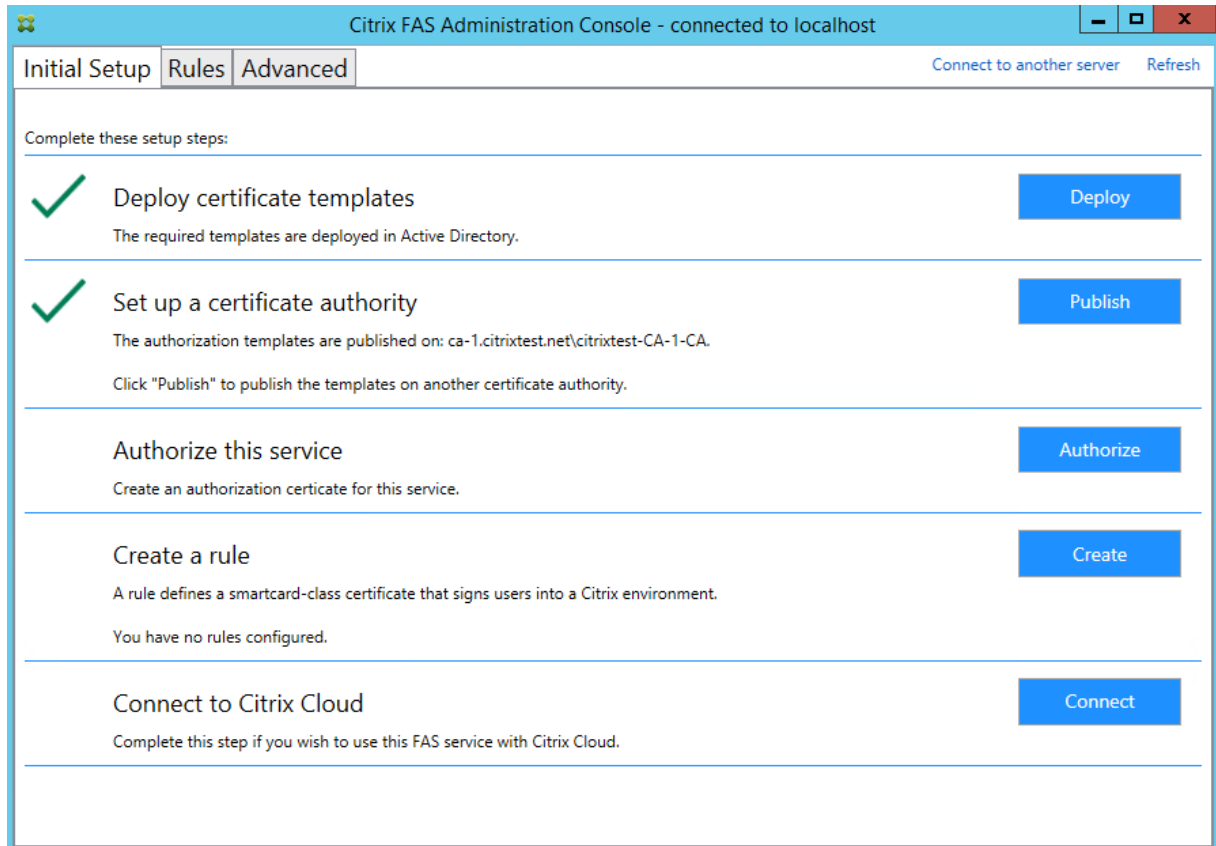 Citrix FAS Administration Console - connected to localhost
Initial Setup Rules Advanced Connect to another server Refresh
Complete these setup steps:
Deploy certificate templates
Deploy
The required templates are deployed in Active Directory.
Set up a certificate authority
Publish
The authorization templates are published on: ca-1.citrixtest.net\citrixtest-CA-1-CA.
Click "Publish" to publish the templates on another certificate authority.
Authorize this service
Authorize
Create an authorization certicate for this service.
Create a rule
Create
A rule defines a smartcard-class certificate that signs users into a Citrix environment.
You have no rules configured.
Connect to Citrix Cloud
Connect
Complete this step if you wish to use this FAS service with Citrix Cloud.